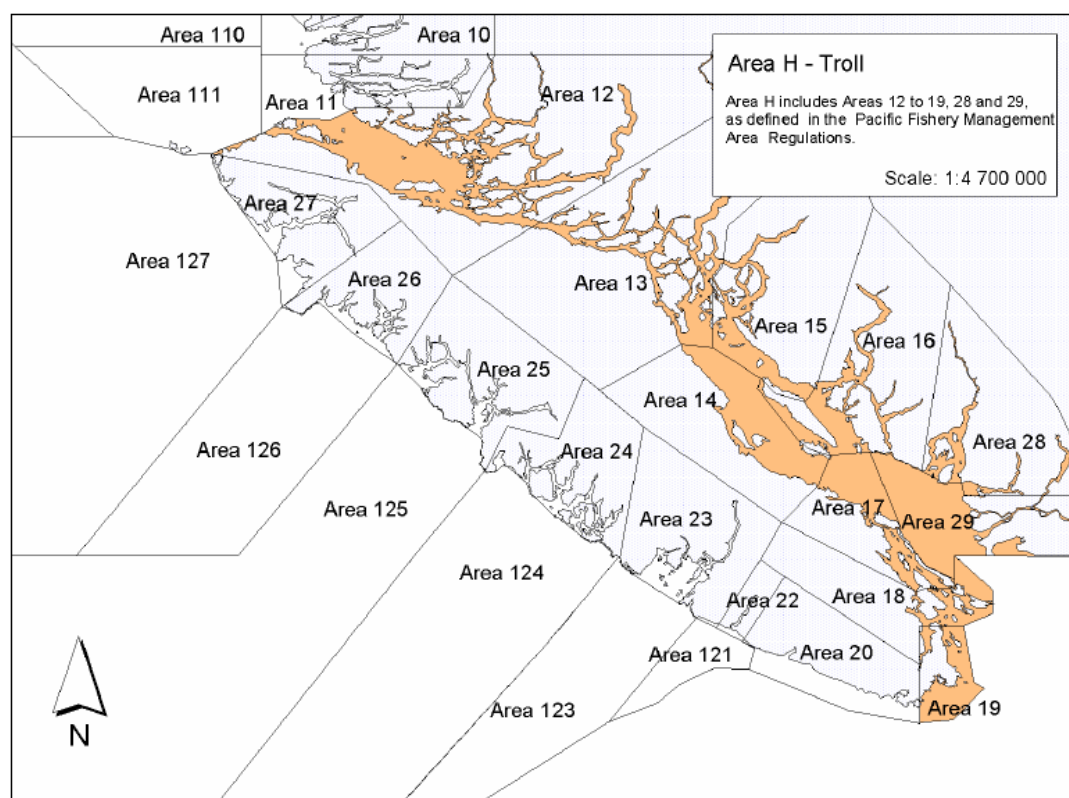 Area 110
Area 10
Area H - Troll
Area H includes Areas 12 to 19, 28 and 29,
as defined in the Pacific Fishery Management
Area Regulations.
Scale: 1:4 700 000
Area 111
Area 11
Area 12
Area 27
Area 127
Area 26
Area 13
Area 15
Area 16
Area 25
Area 14
Area 126
Area 24
Area 28
Area 125
Area 17
Area 23
Area 29
Area 124
Area 22
Area 18
Area 121
Area 20
Area 123
Area 19
N